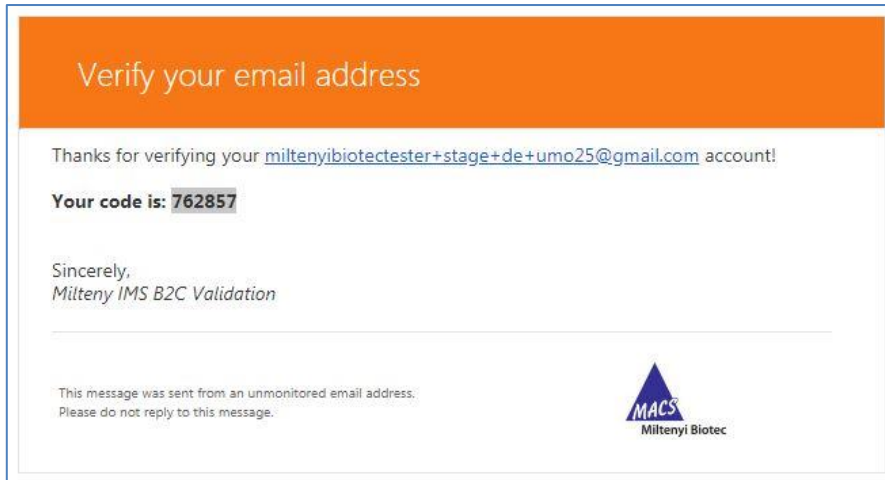 Verify your email address
Thanks for verifying your miltenyibiotectester+stage+de+umo25@gmail.com account!
Your code is: 762857
Sincerely,
Milteny IMS B2C Validation
This message was sent from an unmonitored email address.
Please do not reply to this message.
MACS
Miltenyi Biotec